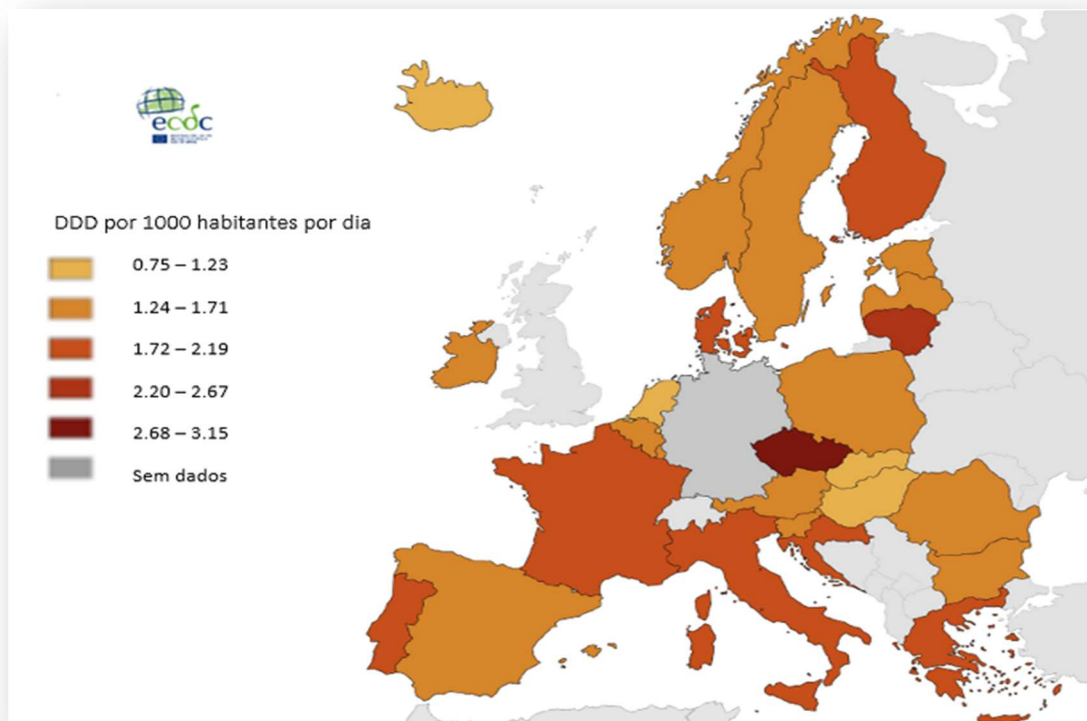 ecdc
DDD por 1000 habitantes por dia
0.75 – 1.23
1.24 – 1.71
1.72 – 2.19
2.20 – 2.67
2.68 – 3.15
Sem dados